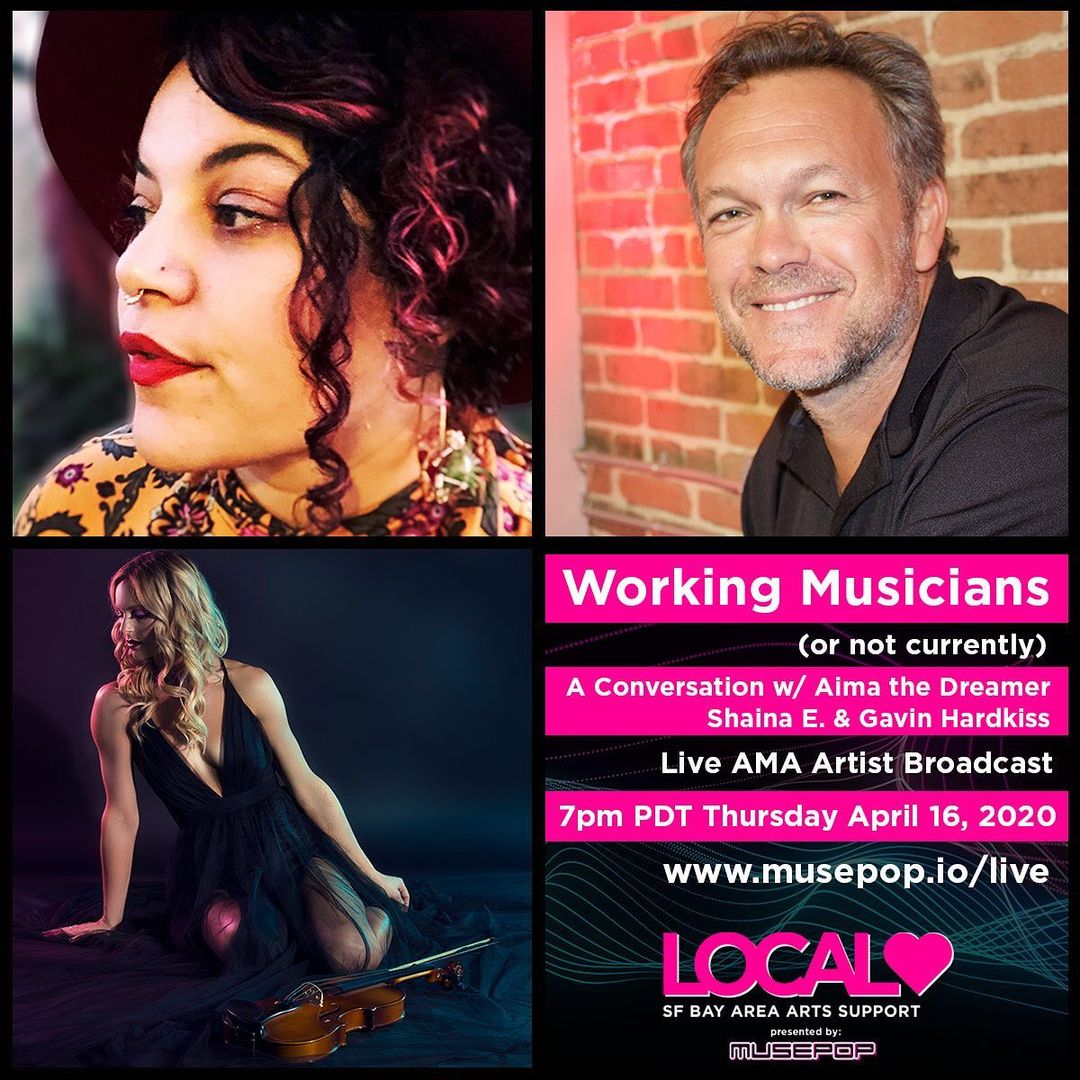 Working Musicians
(or not currently)
A Conversation w/ Aima the Dreamer
Shaina E. & Gavin Hardkiss
Live AMA Artist Broadcast
7pm PDT Thursday April 16, 2020
www.musepop.io/live
LOCAL
SF BAY AREA ARTS SUPPORT
presented by:
MUSEPOP